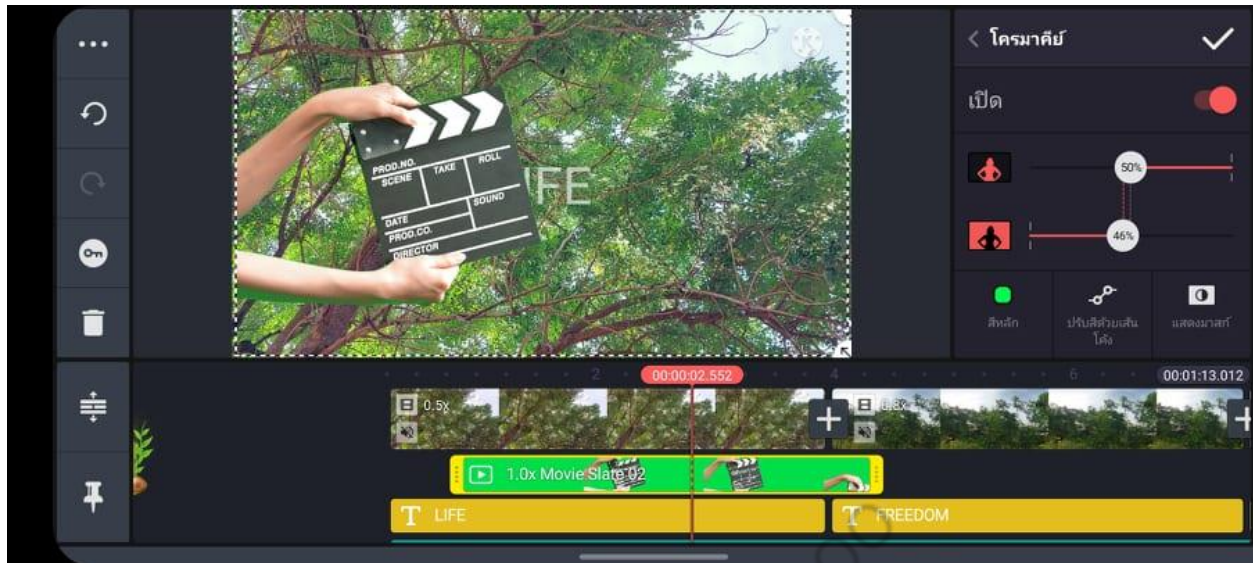 โครมาคีย์
เปิด
50%
46%
สีหลัก
ปรับสีด้วยเส้น
โค้ง
แสดงมาสก์
PROD.NO.
SCENE
TAKE
ROLL
DATE
SOUND
PROD.CO.
DIRECTOR
IFE
2
00:00:02.552
4
6
00:01:13.012
0.5x
1.0x Movie Slate 02
T LIFE
T FREEDOM